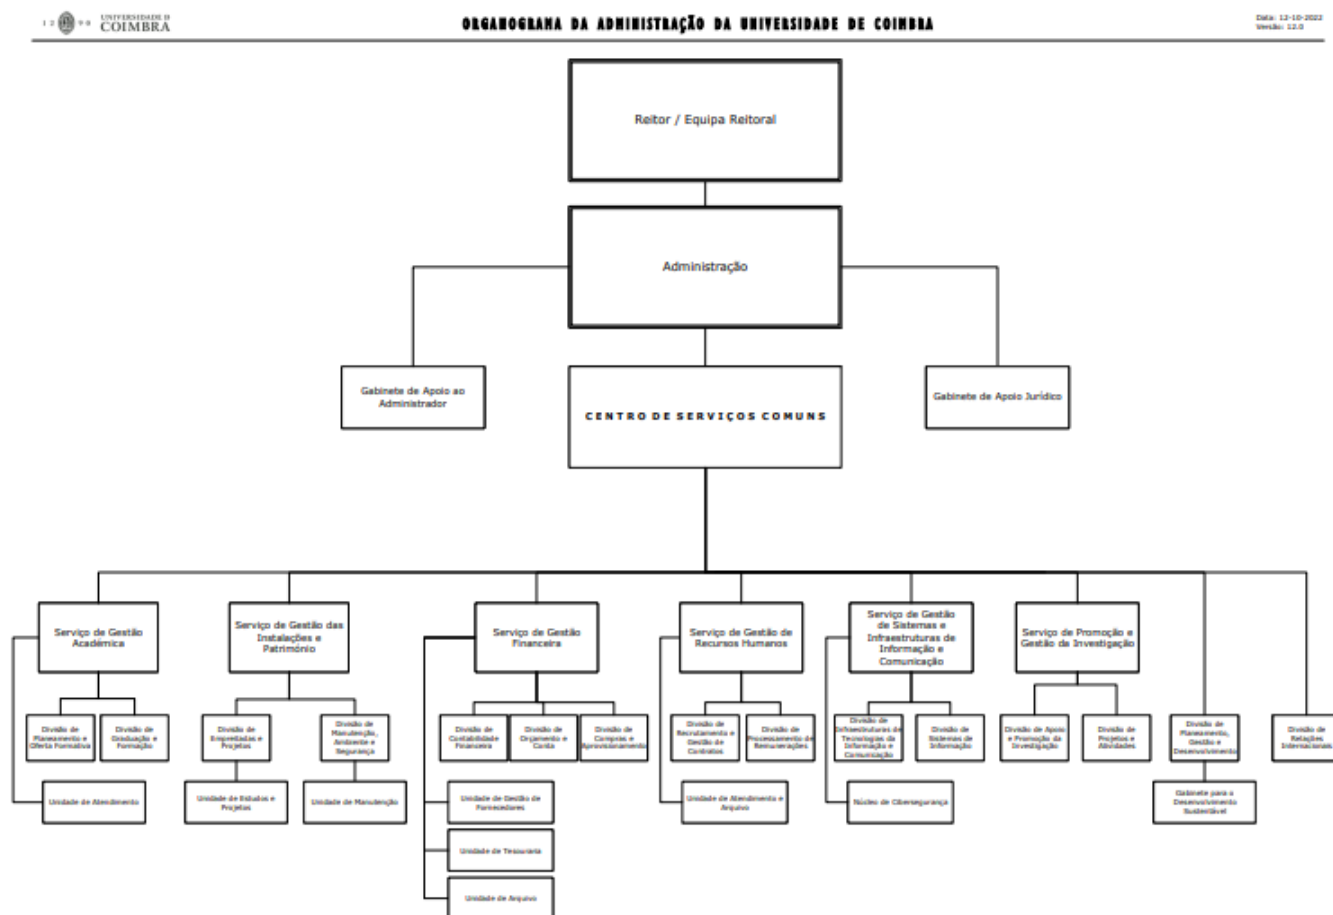 1 2 9 0
UNIVERSIDADE D
COIMBRA
ORGANOGRAMA DA ADMINISTRAÇÃO DA UNIVERSIDADE DE COIMBRA
Data: 12-10-2022
Versão: 12.0
Reitor / Equipa Reitoral
Administração
Gabinete de Apoio ao
Administrador
CENTRO DE SERVIÇOS COMUNS
Gabinete de Apoio Jurídico
Serviço de Gestão
Académica
Serviço de Gestão das
Instalações e
Património
Serviço de Gestão
Financeira
Serviço de Gestão de
Recursos Humanos
Serviço de Gestão
de Sistemas e
Infraestruturas de
Informação e
Comunicação
Serviço de Promoção e
Gestão da Investigação
Divisão de
Planeamento e
Oferta Formativa
Divisão de
Graduação e
Formação
Divisão de
Empreitadas e
Projetos
Divisão de
Manutenção,
Ambiente e
Segurança
Divisão de
Contabilidade
Financeira
Divisão de
Orçamento e
Conta
Divisão de
Compras e
Aprovisionamento
Divisão de
Recrutamento e
Gestão de
Contratos
Divisão de
Processamento de
Remunerações
Divisão de
Infraestruturas de
Tecnologias da
Informação e
Comunicação
Divisão de
Sistemas de
Informação
Divisão de Apoio
e Promoção da
Investigação
Divisão de
Projetos e
Atividades
Divisão de
Planeamento,
Gestão e
Desenvolvimento
Divisão de
Relações
Internacionais
Unidade de Atendimento
Unidade de Estudos e
Projetos
Unidade de Manutenção
Unidade de Gestão de
Fornecedores
Unidade de Atendimento e
Arquivo
Núcleo de Cibersegurança
Gabinete para o
Desenvolvimento
Sustentável
Unidade de Tesouraria
Unidade de Arquivo